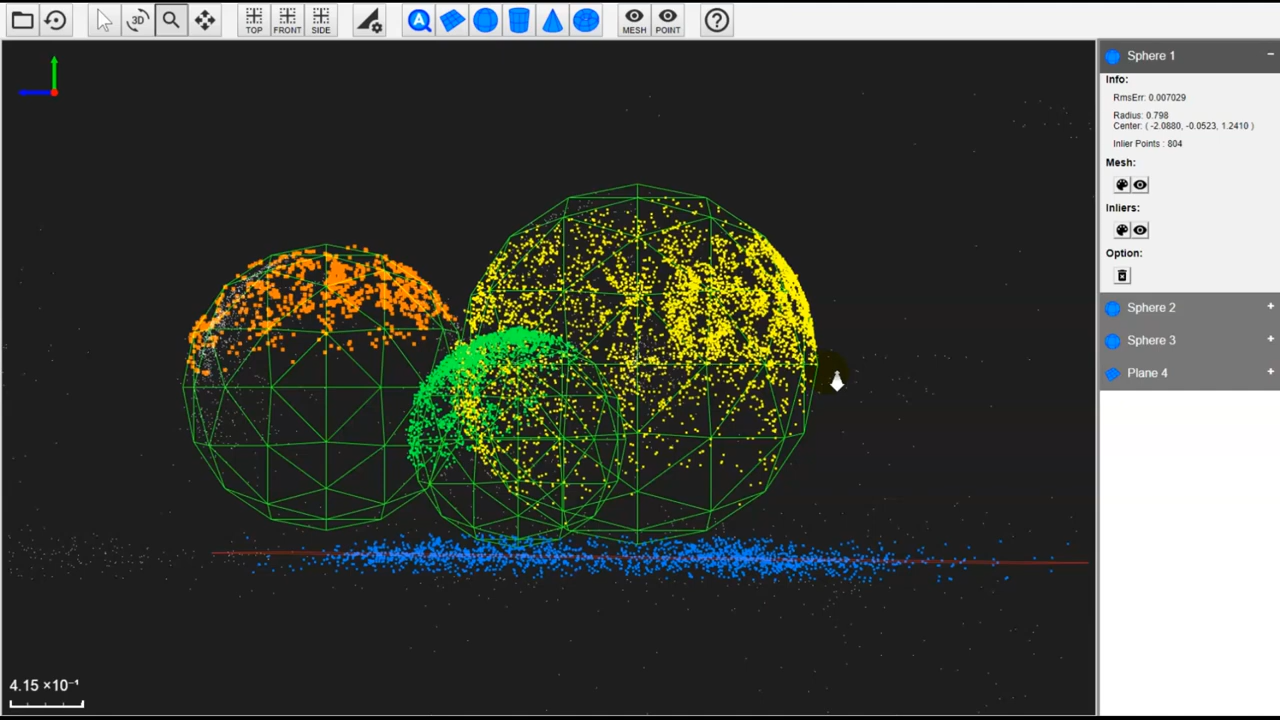 3D
TOP
FRONT
SIDE
A
MESH
POINT
?
Sphere 1
Info:
RmsErr: 0.007029
Radius: 0.798
Center: ( -2.0880, -0.0523, 1.2410 )
Inlier Points : 804
Mesh:
Inliers:
Option:
Sphere 2
Sphere 3
Plane 4
4.15 ×10⁻¹